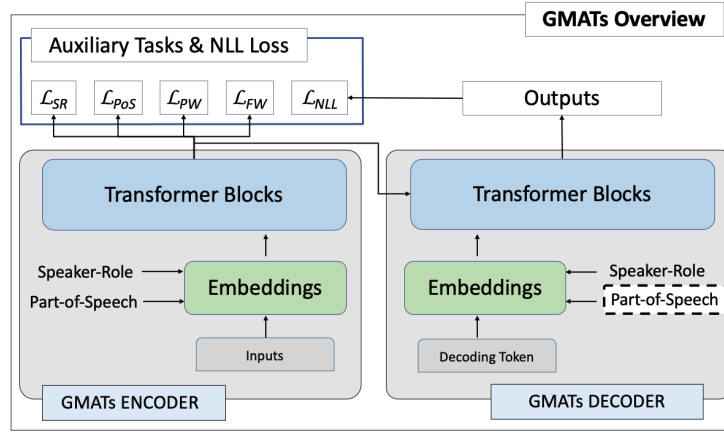 GMATs Overview
Auxiliary Tasks & NLL Loss
ℒSR ℒPoS ℒPW ℒFW ℒNLL
Outputs
Transformer Blocks
Speaker-Role
Part-of-Speech
Embeddings
Inputs
GMATs ENCODER
Transformer Blocks
Embeddings
Speaker-Role
Part-of-Speech
Decoding Token
GMATs DECODER